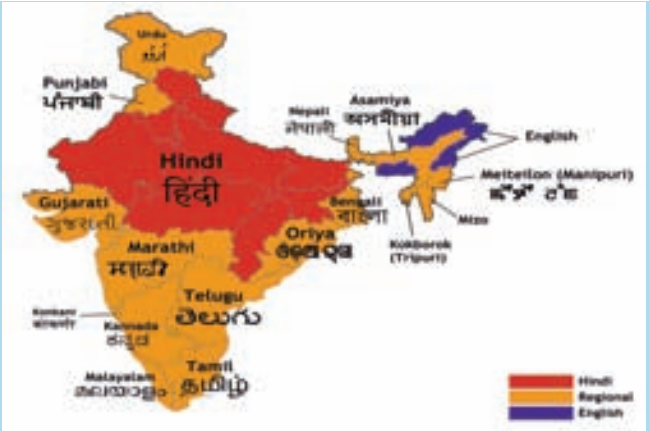 Urdu
اُردُو
Punjabi
ਪੰਜਾਬੀ
Nepali
नेपाली
Asamiya
অসমীয়া
English
Hindi
हिंदी
Meiteilon (Manipuri)
Gujarati
ગુજરાતી
Bengali
বাংলা
Mizo
Oriya
Kokborok
(Tripuri)
Marathi
मराठी
Telugu
తెలుగు
Konkani
Kannada
ಕನ್ನಡ
Tamil
தமிழ்
Malayalam
മലയാളം
Hindi
Regional
English